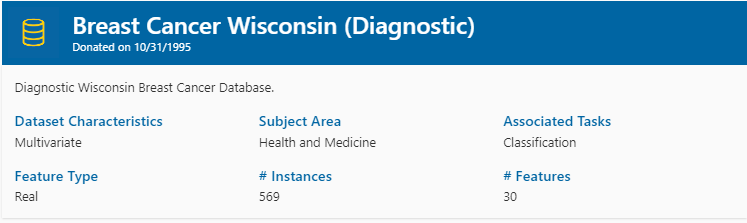 Breast Cancer Wisconsin (Diagnostic)
Donated on 10/31/1995
Diagnostic Wisconsin Breast Cancer Database.
Dataset Characteristics Subject Area Associated Tasks
Multivariate Health and Medicine Classification
Feature Type # Instances # Features
Real 569 30